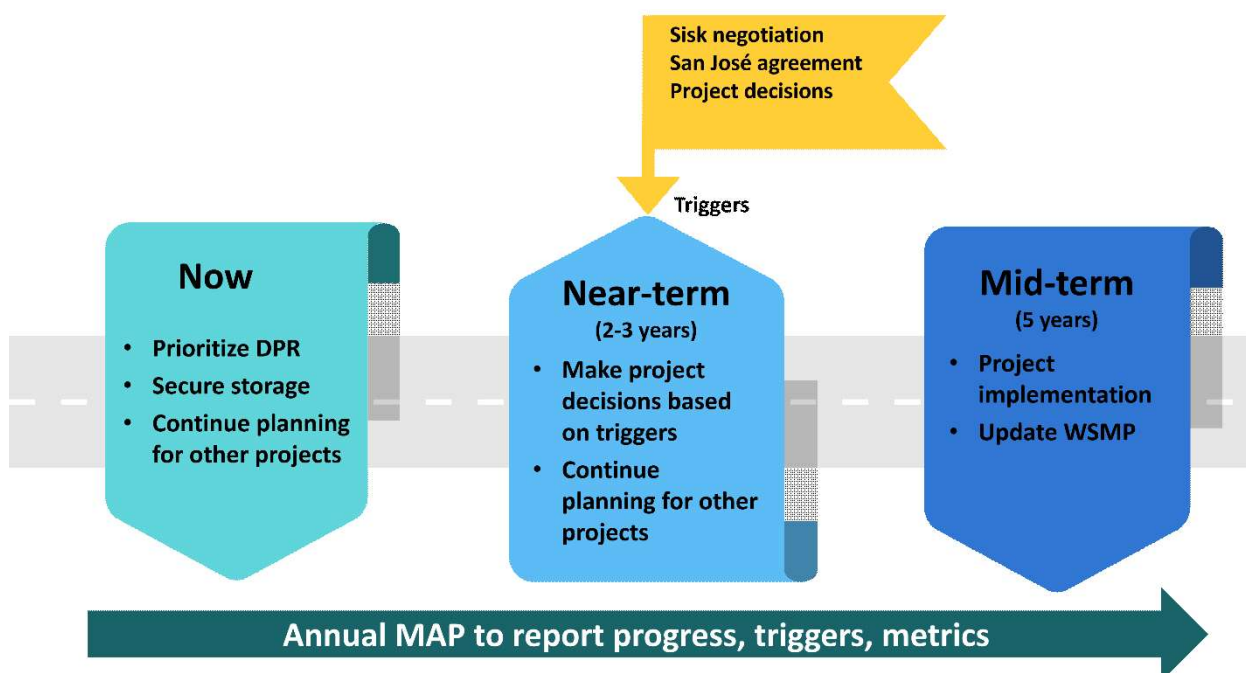 Sisk negotiation
San José agreement
Project decisions
Triggers
Now
• Prioritize DPR
• Secure storage
• Continue planning
for other projects
Near-term
(2-3 years)
• Make project
decisions based
on triggers
• Continue
planning for other
projects
Mid-term
(5 years)
• Project
implementation
• Update WSMP
Annual MAP to report progress, triggers, metrics